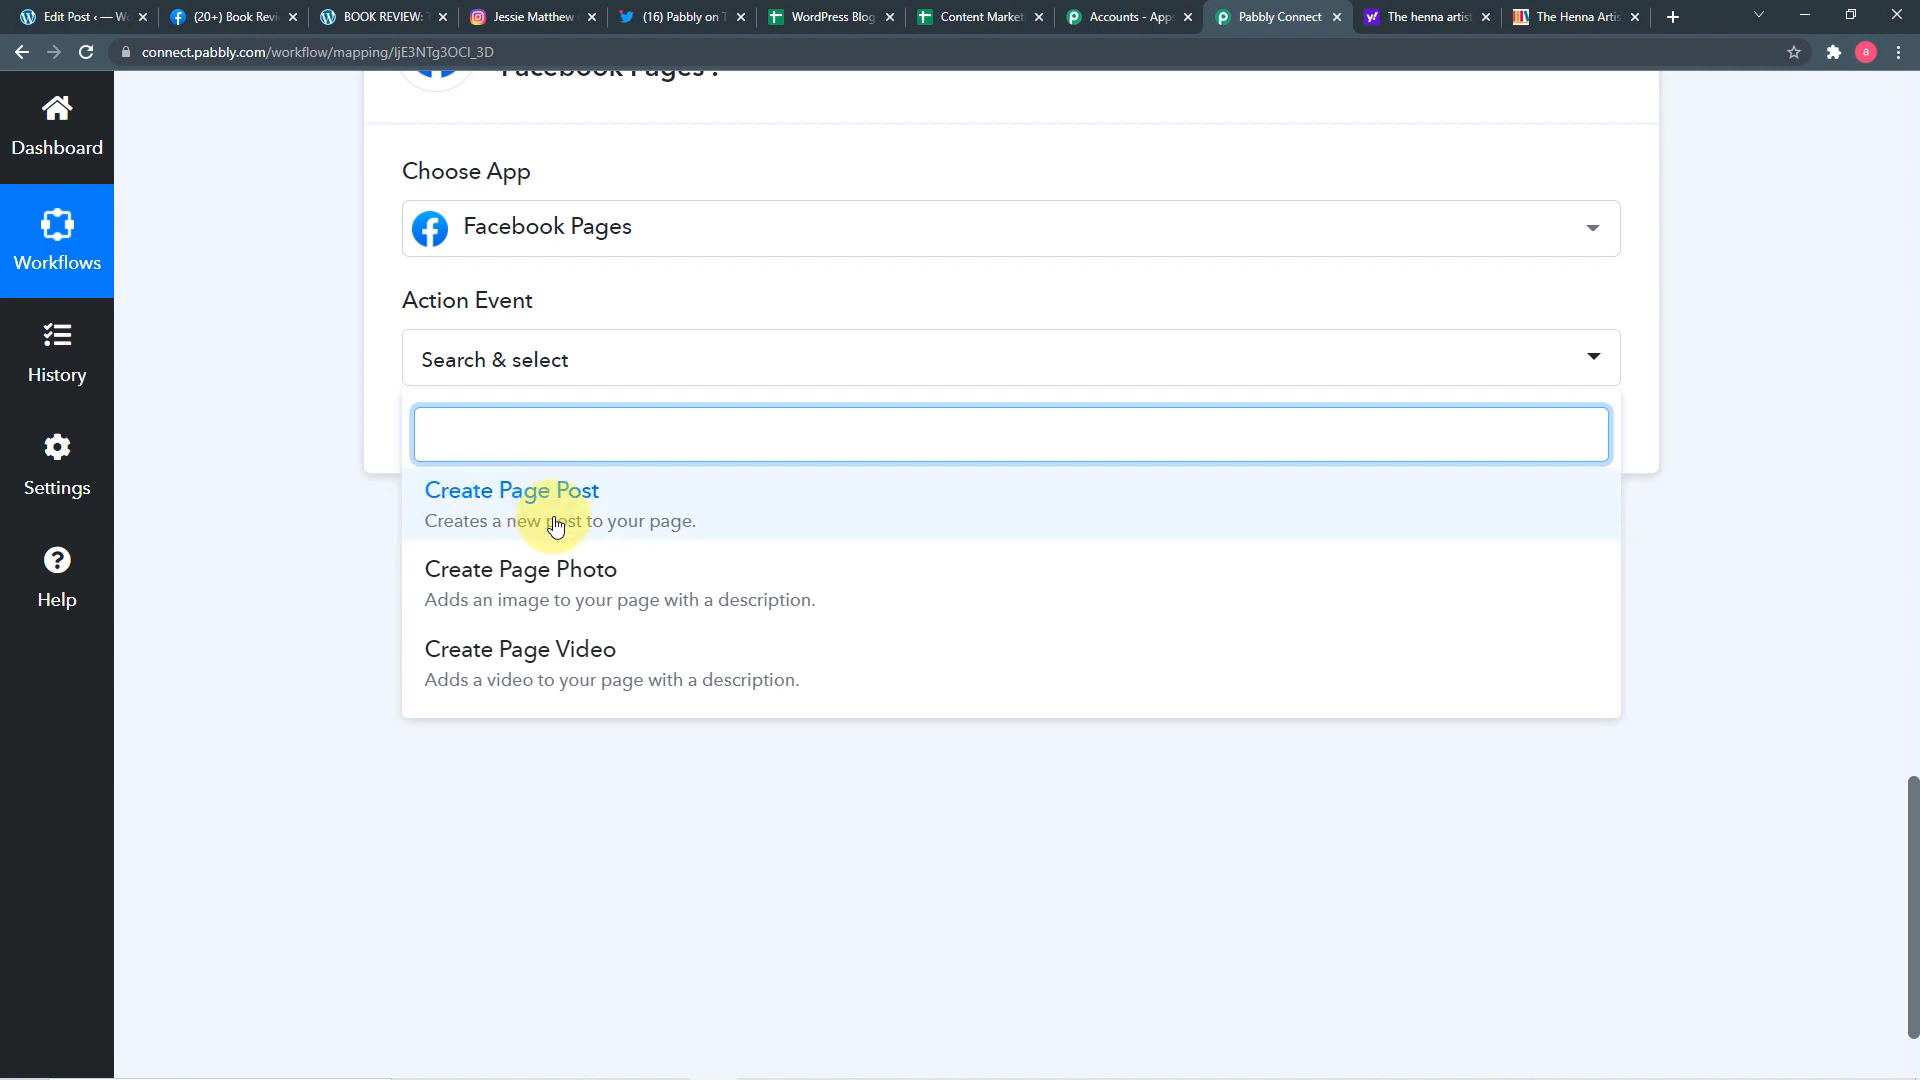 Edit Post ‹ — W
(20+) Book Revi
BOOK REVIEW:
Jessie Matthew
(16) Pabbly on T
WordPress Blog
Content Market
Accounts - Apps
Pabbly Connect
The henna artist
The Henna Artis
connect.pabbly.com/workflow/mapping/IjE3NTg3OCI_3D
a
Facebook Pages :
Dashboard
Workflows
History
Settings
Help
Choose App
Facebook Pages
Action Event
Search & select
Create Page Post
Creates a new post to your page.
Create Page Photo
Adds an image to your page with a description.
Create Page Video
Adds a video to your page with a description.